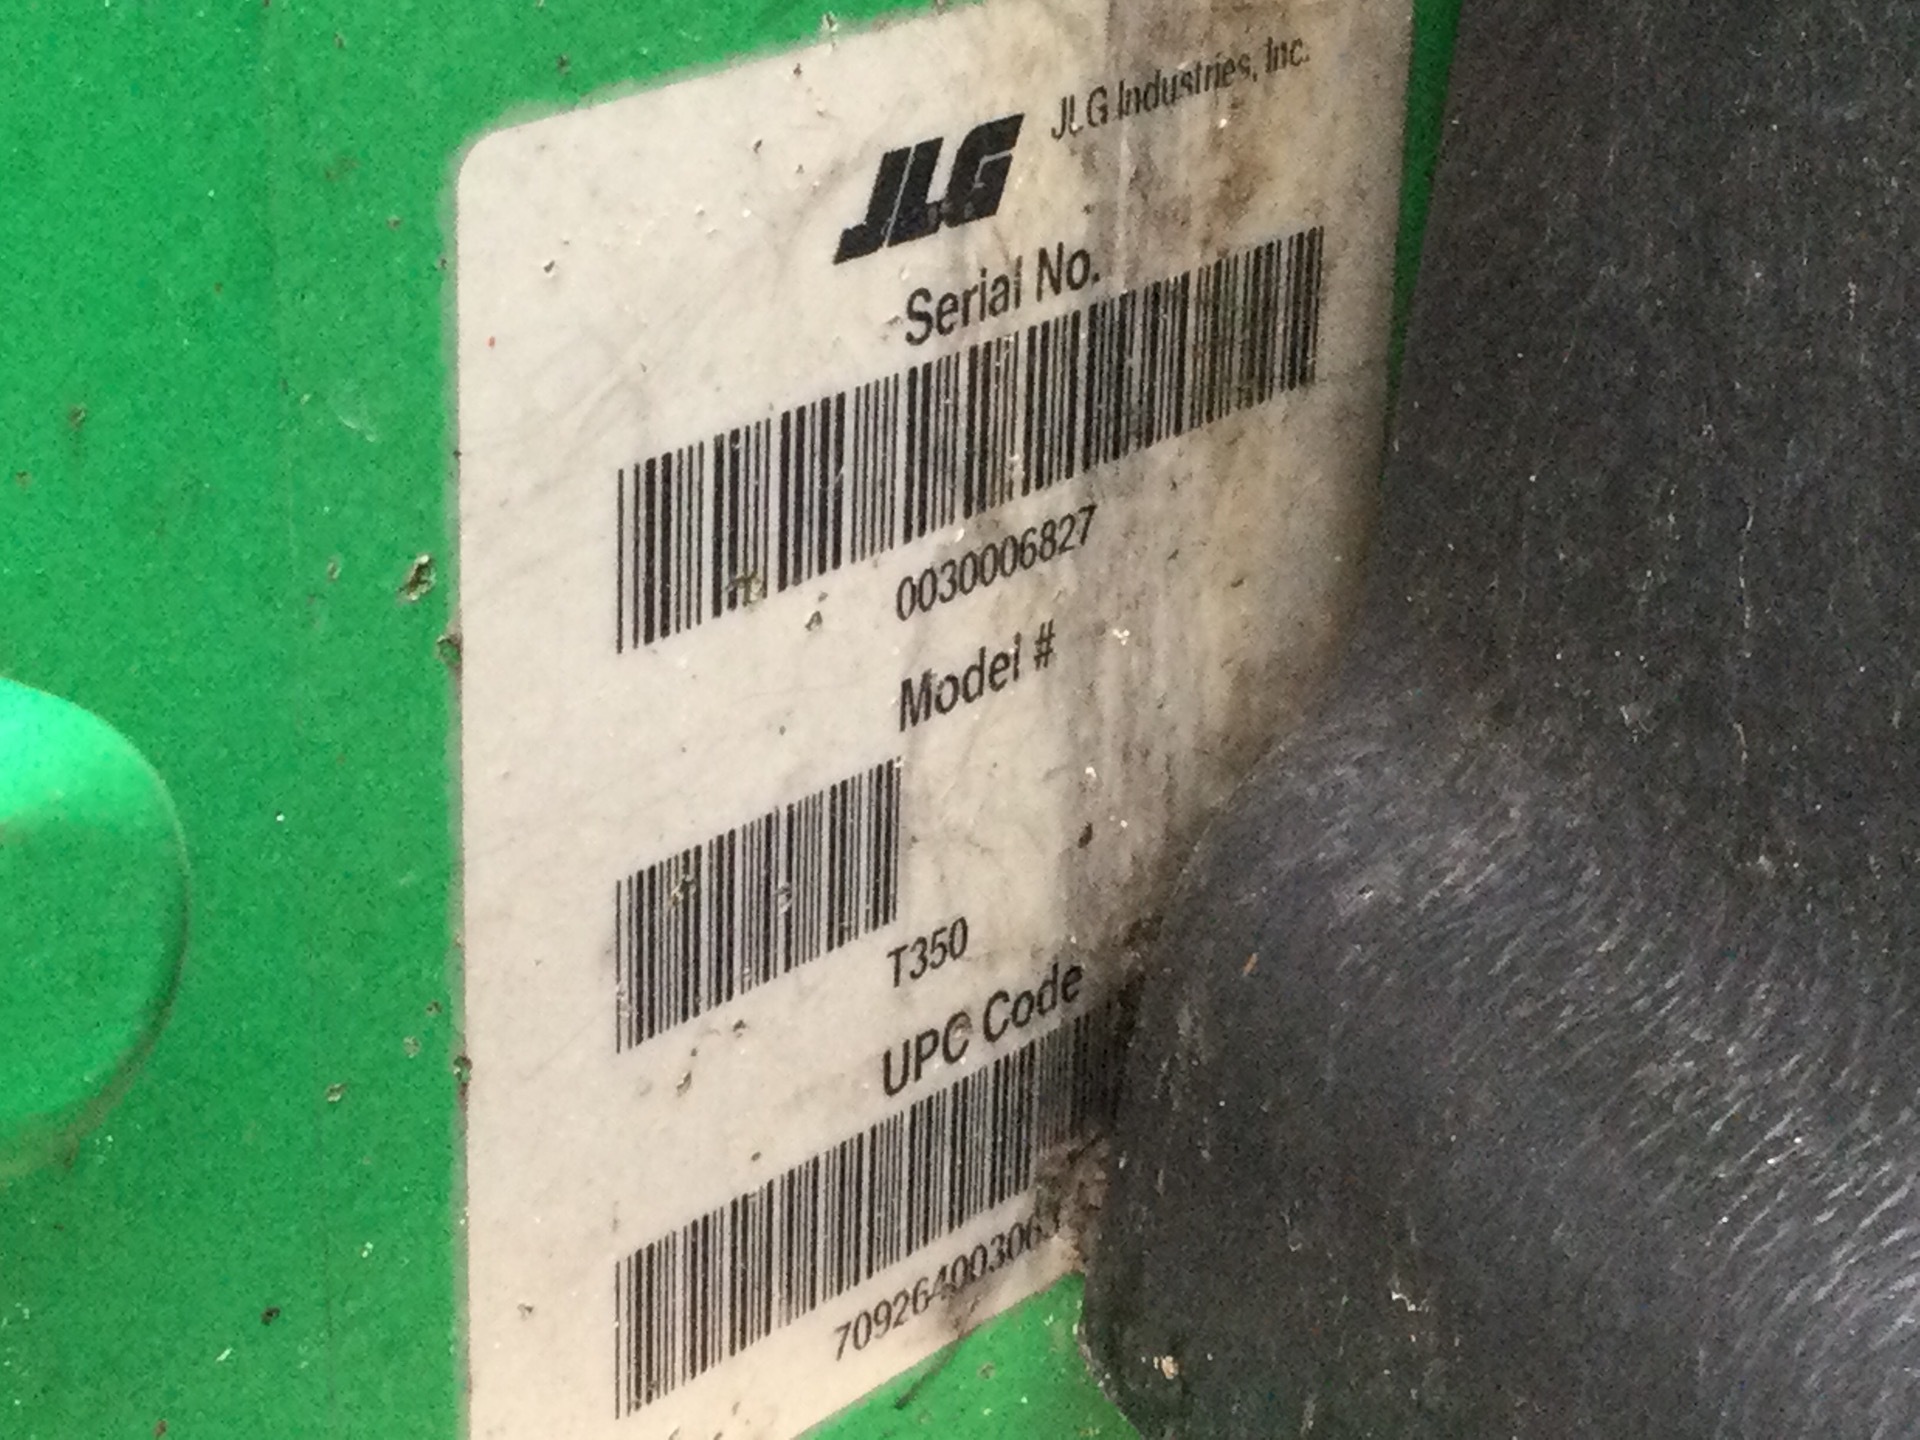 JLG JLG Industries, Inc.
Serial No.
0030006827
Model #
T350
UPC Code